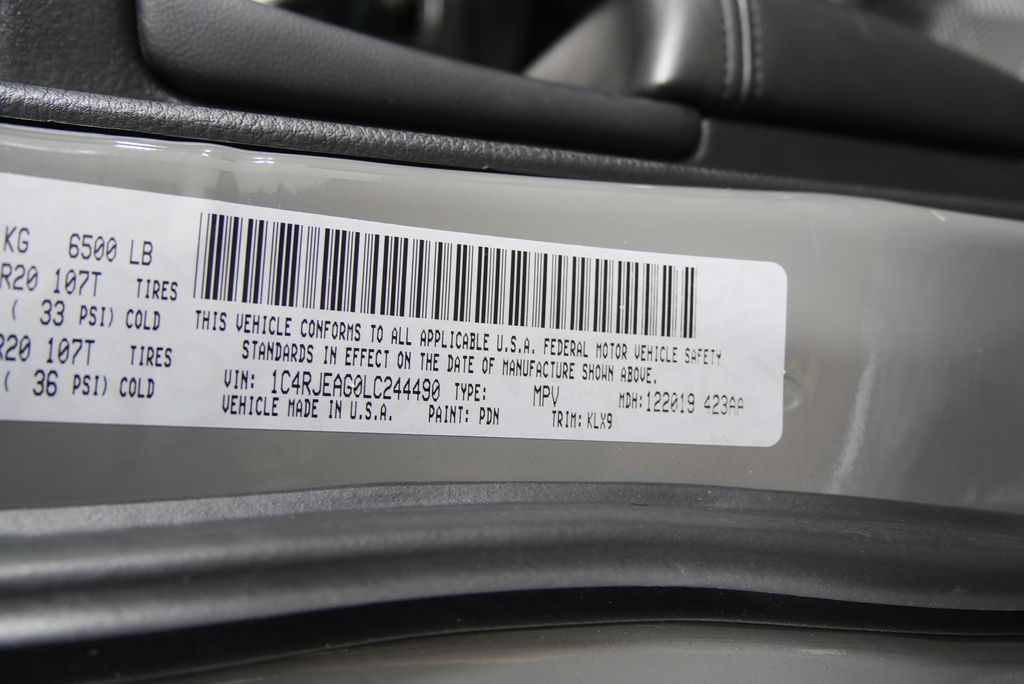 KG 6500 LB
R20 107T TIRES
( 33 PSI) COLD
R20 107T TIRES
( 36 PSI) COLD
THIS VEHICLE CONFORMS TO ALL APPLICABLE U.S.A. FEDERAL MOTOR VEHICLE SAFETY
STANDARDS IN EFFECT ON THE DATE OF MANUFACTURE SHOWN ABOVE.
VIN: 1C4RJEAG0LC244490 TYPE: MPV MDH:122019 423AA
VEHICLE MADE IN U.S.A. PAINT: PDN TRIM: KLX9